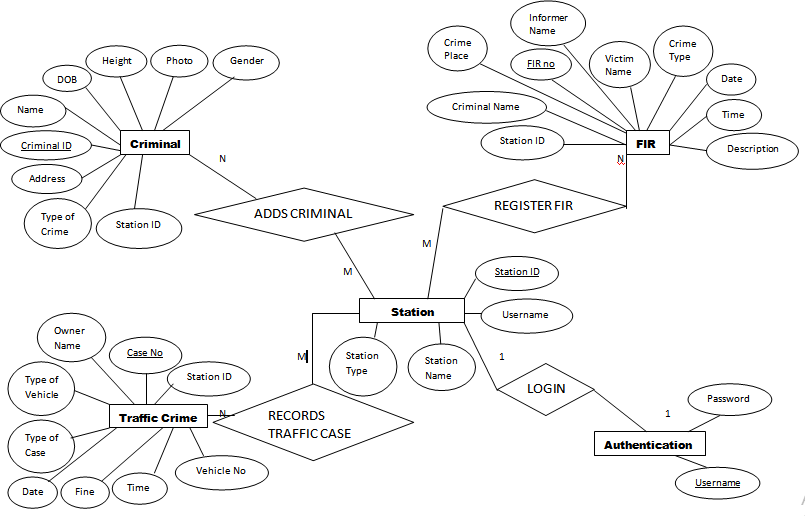 Informer
Name
Crime
Place
Crime
Type
Height
Photo
Gender
FIR no
Victim
Name
DOB
Date
Name
Criminal Name
Time
Criminal ID
Criminal
Station ID
FIR
Description
N
N
Address
ADDS CRIMINAL
REGISTER FIR
Type of
Crime
Station ID
M
M
Station ID
Station
Username
Owner
Name
Case No
M
Station
Type
Station
Name
1
Type of
Vehicle
Station ID
LOGIN
Password
Traffic Crime
N
RECORDS
TRAFFIC CASE
1
Type of
Case
Authentication
Vehicle No
Date
Fine
Time
Username